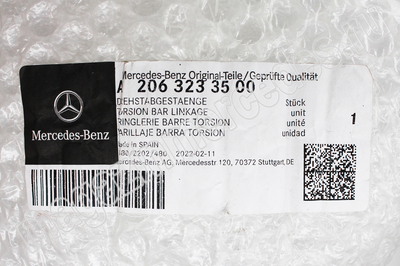 Mercedes-Benz Original-Teile/Geprüfte Qualität
A 206 323 35 00
DREHSTABGESTAENGE Stück
TORSION BAR LINKAGE unit
TRINGLERIE BARRE TORSION unité
VARILLAJE BARRA TORSION unidad
1
Mercedes-Benz
Made in SPAIN
2022-02-11
Mercedes-Benz AG, Mercedesstr.120, 70372 Stuttgart,DE